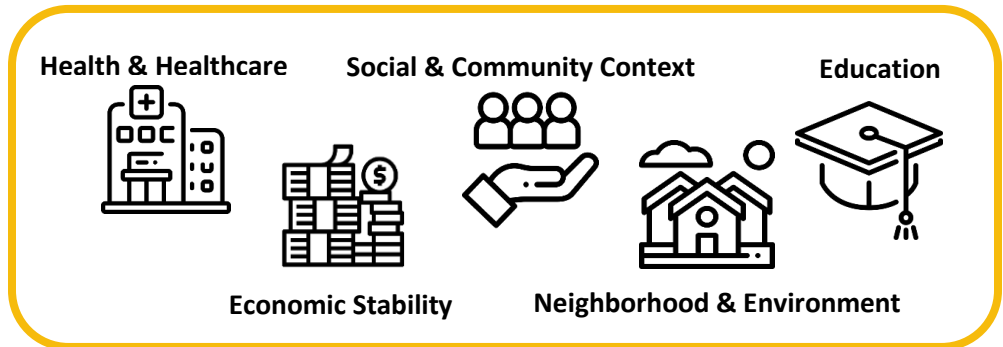 Health & Healthcare
Social & Community Context
Education
$
Economic Stability
Neighborhood & Environment